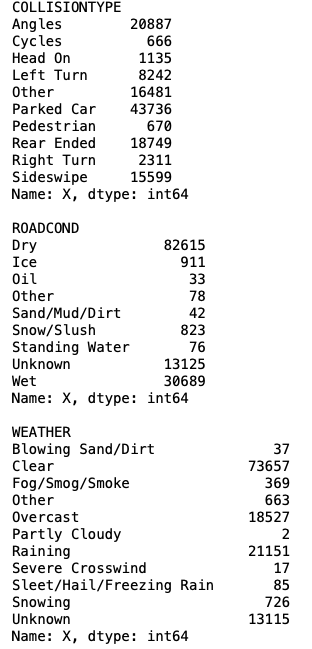 COLLISIONTYPE
Angles 20887
Cycles 666
Head On 1135
Left Turn 8242
Other 16481
Parked Car 43736
Pedestrian 670
Rear Ended 18749
Right Turn 2311
Sideswipe 15599
Name: X, dtype: int64
ROADCOND
Dry 82615
Ice 911
Oil 33
Other 78
Sand/Mud/Dirt 42
Snow/Slush 823
Standing Water 76
Unknown 13125
Wet 30689
Name: X, dtype: int64
WEATHER
Blowing Sand/Dirt 37
Clear 73657
Fog/Smog/Smoke 369
Other 663
Overcast 18527
Partly Cloudy 2
Raining 21151
Severe Crosswind 17
Sleet/Hail/Freezing Rain 85
Snowing 726
Unknown 13115
Name: X, dtype: int64